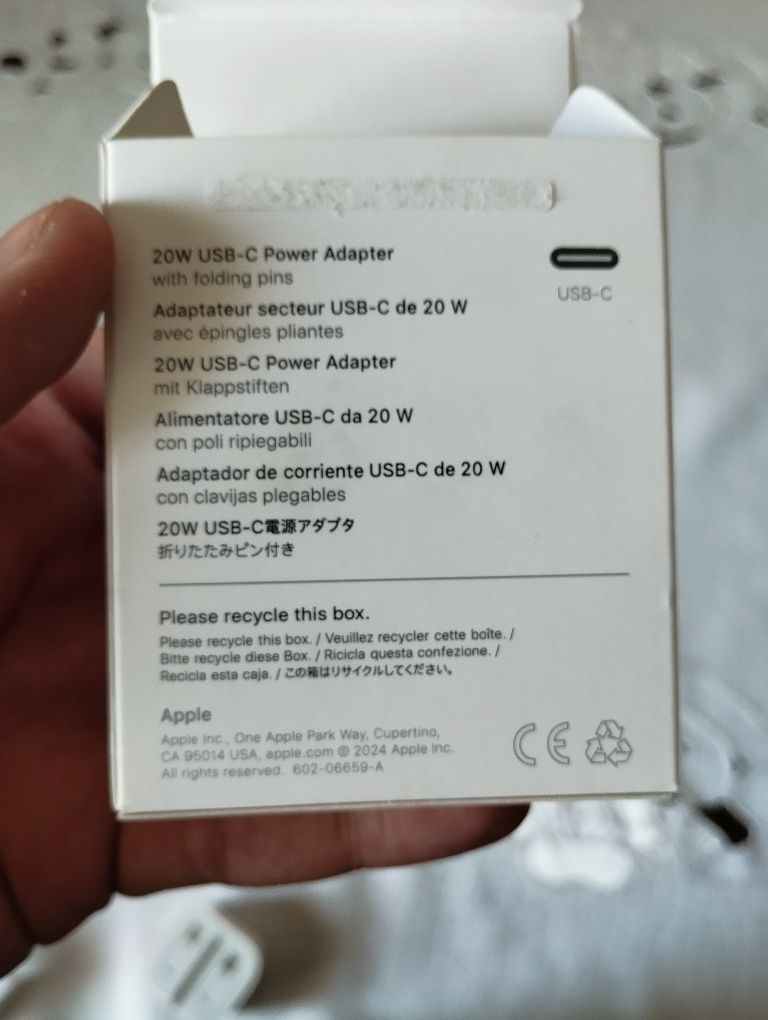 20W USB-C Power Adapter
with folding pins
USB-C
Adaptateur secteur USB-C de 20 W
avec épingles pliantes
20W USB-C Power Adapter
mit Klappstiften
Alimentatore USB-C da 20 W
con poli ripiegabili
Adaptador de corriente USB-C de 20 W
con clavijas plegables
20W USB-C電源アダプタ
折りたたみピン付き
Please recycle this box.
Please recycle this box. / Veuillez recycler cette boîte. /
Bitte recycle diese Box. / Ricicla questa confezione. /
Recicla esta caja. / この箱はリサイクルしてください。
Apple
Apple Inc., One Apple Park Way, Cupertino,
CA 95014 USA, apple.com ® 2024 Apple Inc.
All rights reserved. 602-06659-A
CE